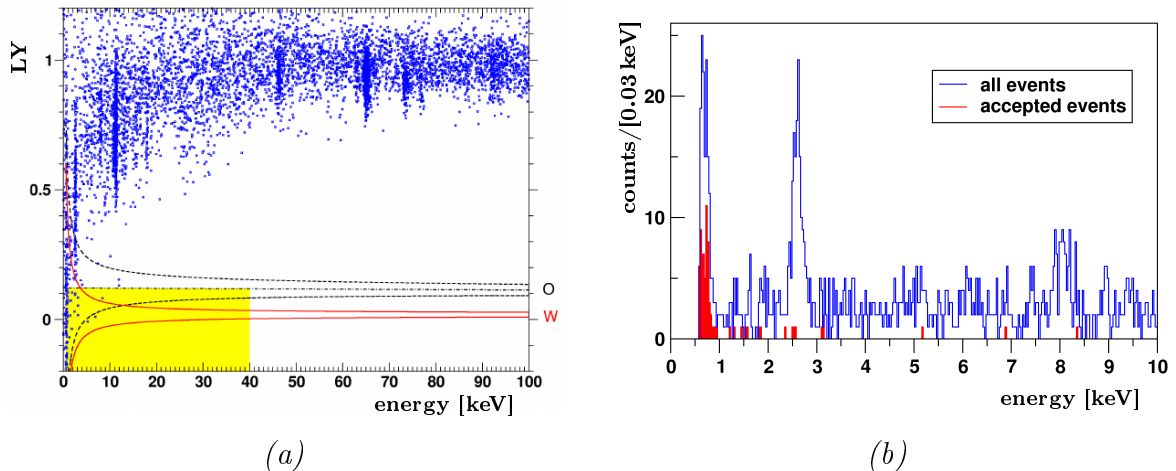 LY
1
0.5
0
O
W
0 10 20 30 40 50 60 70 80 90 100
energy [keV]
(a)
counts/[0.03 keV]
20
10
0
all events
accepted events
0 1 2 3 4 5 6 7 8 9 10
energy [keV]
(b)